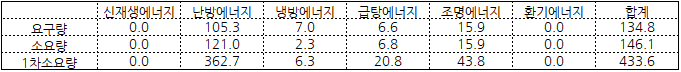 신재생에너지 난방에너지 냉방에너지 급탕에너지 조명에너지 환기에너지 합계
요구량 0.0 105.3 7.0 6.6 15.9 0.0 134.8
소요량 0.0 121.0 2.3 6.8 15.9 0.0 146.1
1차소요량 0.0 362.7 6.3 20.8 43.8 0.0 433.6